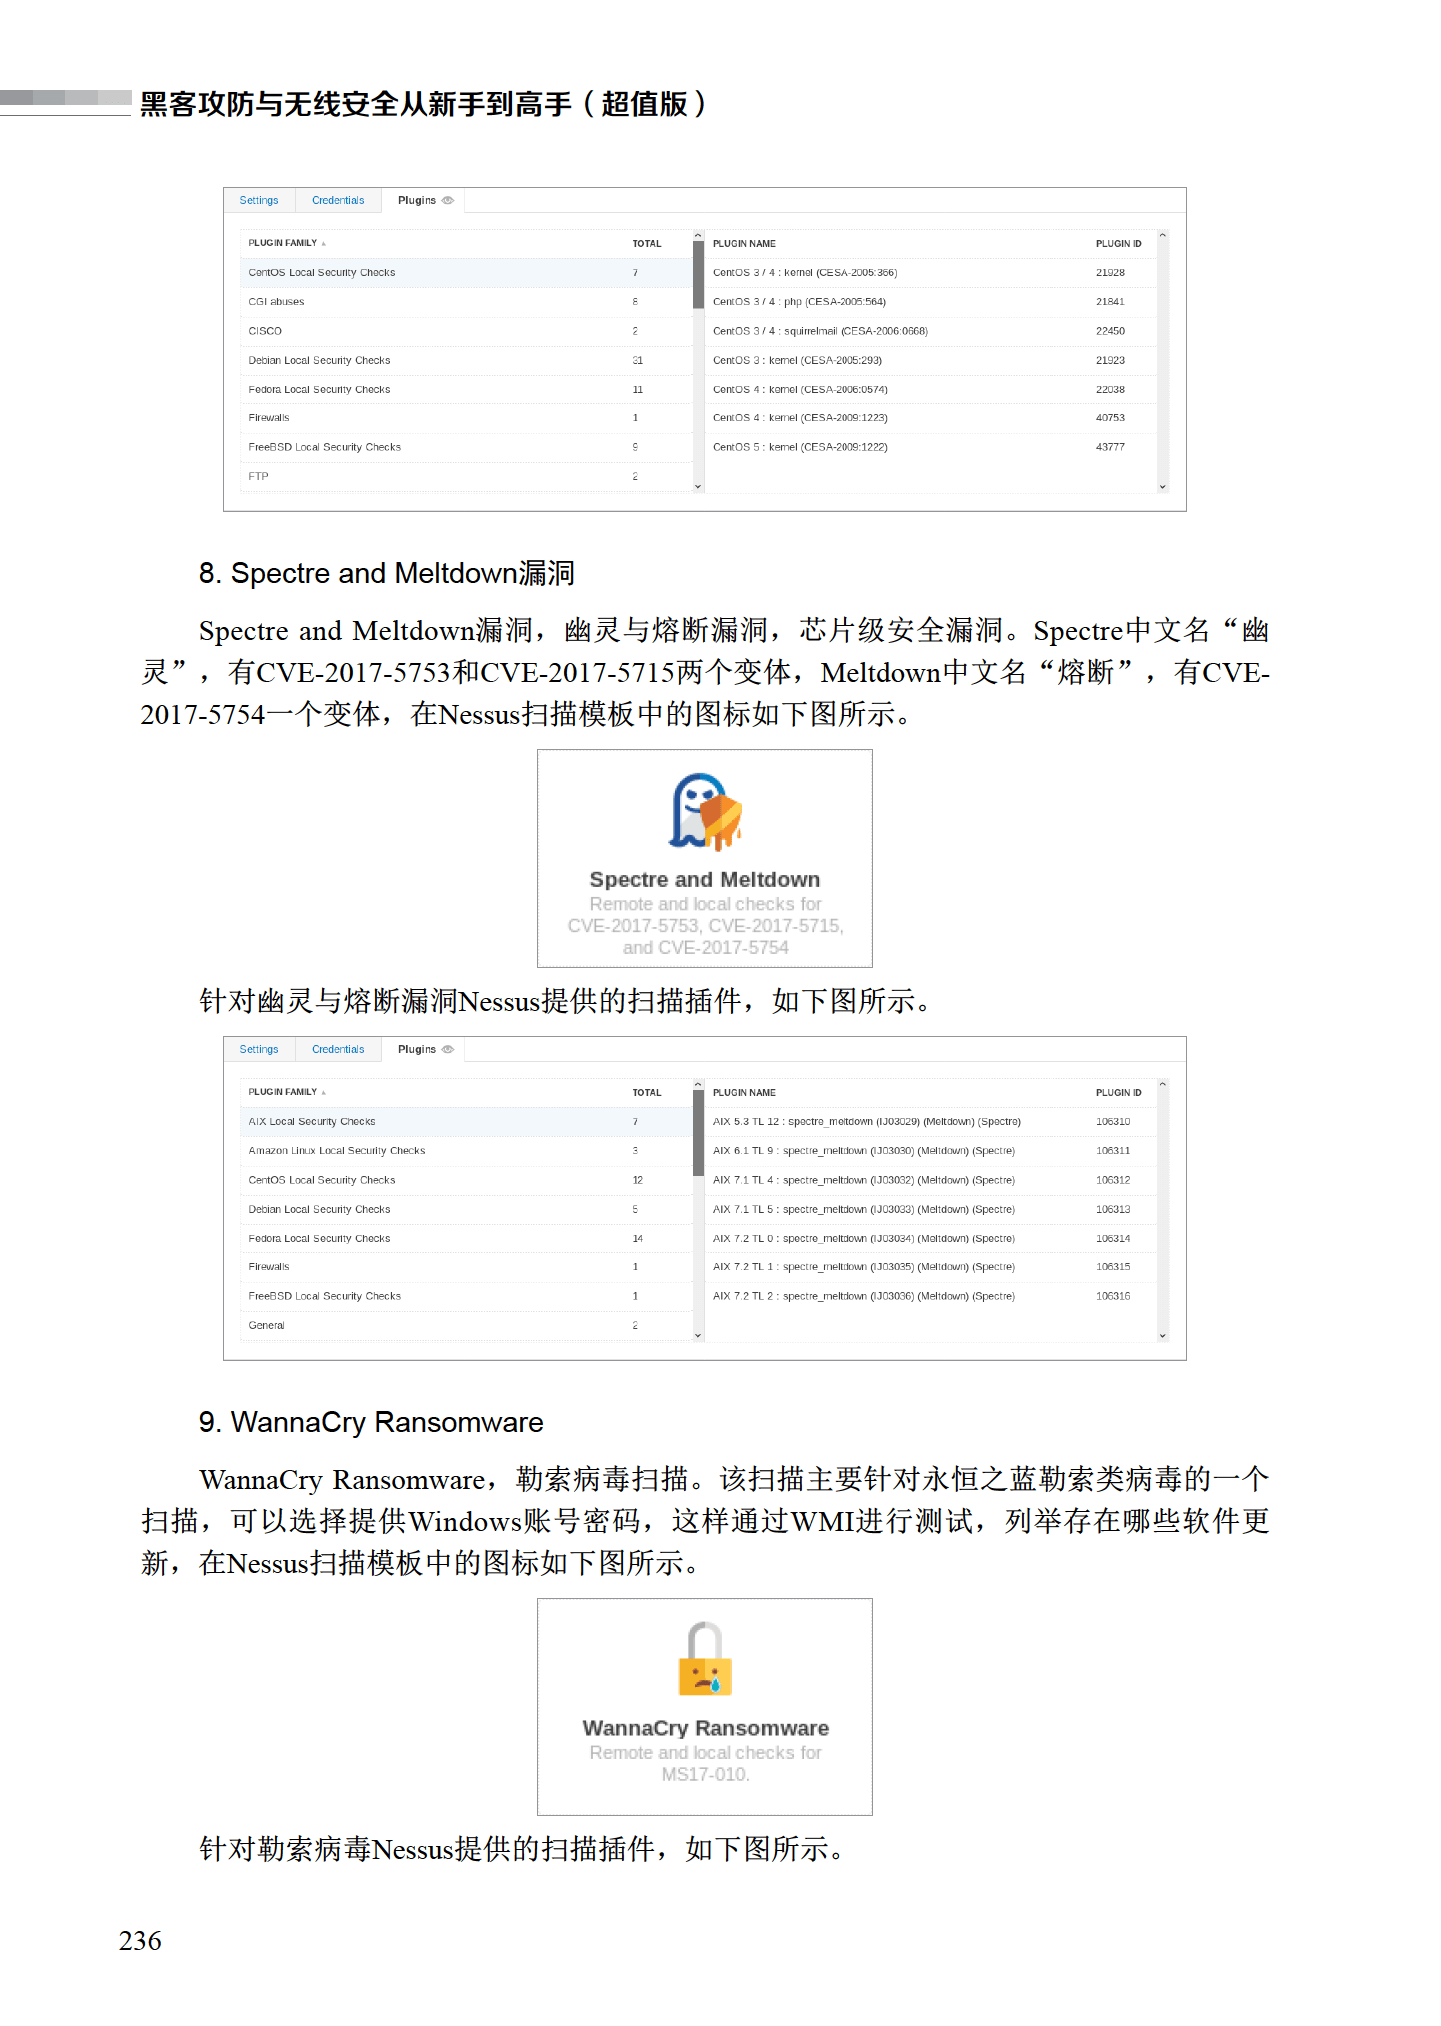 黑客攻防与无线安全从新手到高手（超值版）
Settings Credentials Plugins
PLUGIN FAMILY TOTAL PLUGIN NAME PLUGIN ID
CentOS Local Security Checks 7 CentOS 3 / 4 : kernel (CESA-2005:366) 21928
CGI abuses 8 CentOS 3 / 4 : php (CESA-2005:564) 21841
CISCO 2 CentOS 3 / 4 : squirrelmail (CESA-2006:0668) 22450
Debian Local Security Checks 31 CentOS 3 : kernel (CESA-2005:293) 21923
Fedora Local Security Checks 11 CentOS 4 : kernel (CESA-2006:0574) 22038
Firewalls 1 CentOS 4 : kernel (CESA-2009:1223) 40753
FreeBSD Local Security Checks 9 CentOS 5 : kernel (CESA-2009:1222) 43777
FTP 2
8. Spectre and Meltdown漏洞
Spectre and Meltdown漏洞，幽灵与熔断漏洞，芯片级安全漏洞。Spectre中文名“幽
灵”，有CVE-2017-5753和CVE-2017-5715两个变体，Meltdown中文名“熔断”，有CVE-
2017-5754一个变体，在Nessus扫描模板中的图标如下图所示。
Spectre and Meltdown
Remote and local checks for
CVE-2017-5753, CVE-2017-5715,
and CVE-2017-5754
针对幽灵与熔断漏洞Nessus提供的扫描插件，如下图所示。
Settings Credentials Plugins
PLUGIN FAMILY TOTAL PLUGIN NAME PLUGIN ID
AIX Local Security Checks 7 AIX 5.3 TL 12 : spectre_meltdown (IJ03029) (Meltdown) (Spectre) 106310
Amazon Linux Local Security Checks 3 AIX 6.1 TL 9 : spectre_meltdown (IJ03030) (Meltdown) (Spectre) 106311
CentOS Local Security Checks 12 AIX 7.1 TL 4 : spectre_meltdown (IJ03032) (Meltdown) (Spectre) 106312
Debian Local Security Checks 5 AIX 7.1 TL 5 : spectre_meltdown (IJ03033) (Meltdown) (Spectre) 106313
Fedora Local Security Checks 14 AIX 7.2 TL 0 : spectre_meltdown (IJ03034) (Meltdown) (Spectre) 106314
Firewalls 1 AIX 7.2 TL 1 : spectre_meltdown (IJ03035) (Meltdown) (Spectre) 106315
FreeBSD Local Security Checks 1 AIX 7.2 TL 2 : spectre_meltdown (IJ03036) (Meltdown) (Spectre) 106316
General 2
9. WannaCry Ransomware
WannaCry Ransomware，勒索病毒扫描。该扫描主要针对永恒之蓝勒索类病毒的一个
扫描，可以选择提供Windows账号密码，这样通过WMI进行测试，列举存在哪些软件更
新，在Nessus扫描模板中的图标如下图所示。
WannaCry Ransomware
Remote and local checks for
MS17-010.
针对勒索病毒Nessus提供的扫描插件，如下图所示。
236